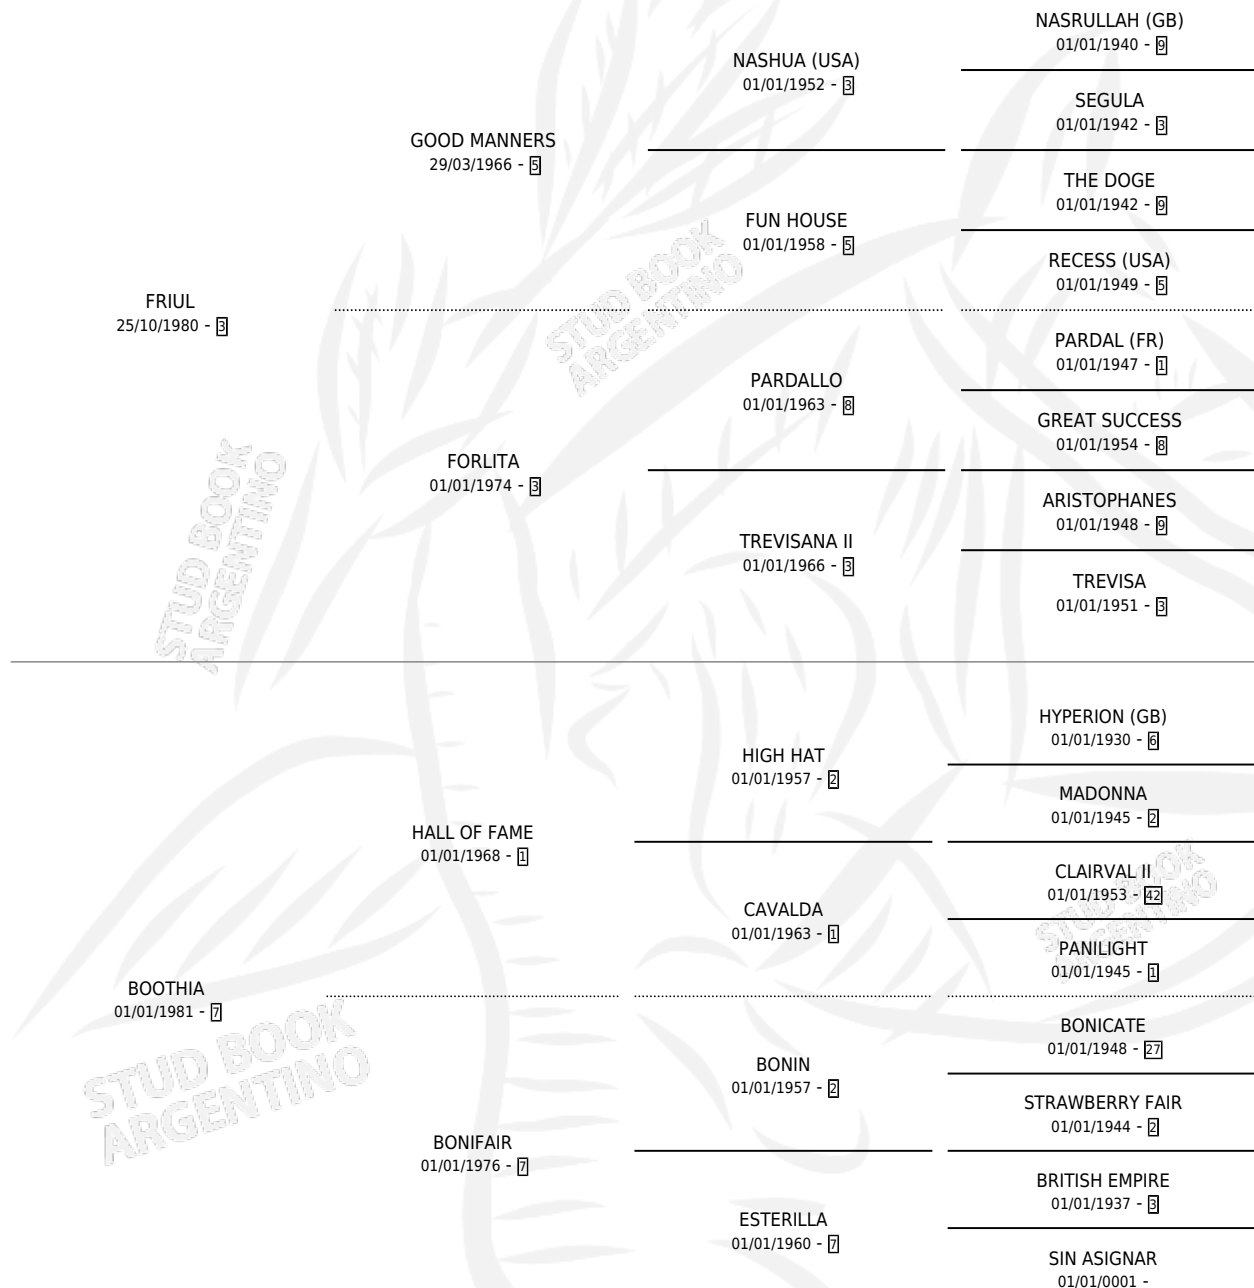 NASRULLAH (GB)
01/01/1940 - 9
NASHUA (USA)
01/01/1952 - 3
SEGULA
01/01/1942 - 3
GOOD MANNERS
29/03/1966 - 5
THE DOGE
01/01/1942 - 9
FUN HOUSE
01/01/1958 - 5
RECESS (USA)
01/01/1949 - 5
FRIUL
25/10/1980 - 3
PARDAL (FR)
01/01/1947 - 1
PARDALLO
01/01/1963 - 8
GREAT SUCCESS
01/01/1954 - 8
FORLITA
01/01/1974 - 3
ARISTOPHANES
01/01/1948 - 9
TREVISANA II
01/01/1966 - 3
TREVISA
01/01/1951 - 3
STUD BOOK
ARGENTINO
STUD BOOK
ARGENTINO
HYPERION (GB)
01/01/1930 - 6
HIGH HAT
01/01/1957 - 2
MADONNA
01/01/1945 - 2
HALL OF FAME
01/01/1968 - 1
CLAIRVAL II
01/01/1953 - 42
CAVALDA
01/01/1963 - 1
PANILIGHT
01/01/1945 - 1
STUD BOOK
ARGENTINO
BOOTHIA
01/01/1981 - 7
BONICATE
01/01/1948 - 27
BONIN
01/01/1957 - 2
STRAWBERRY FAIR
01/01/1944 - 2
BONIFAIR
01/01/1976 - 7
BRITISH EMPIRE
01/01/1937 - 3
ESTERILLA
01/01/1960 - 7
SIN ASIGNAR
01/01/0001 -
STUD BOOK
ARGENTINO